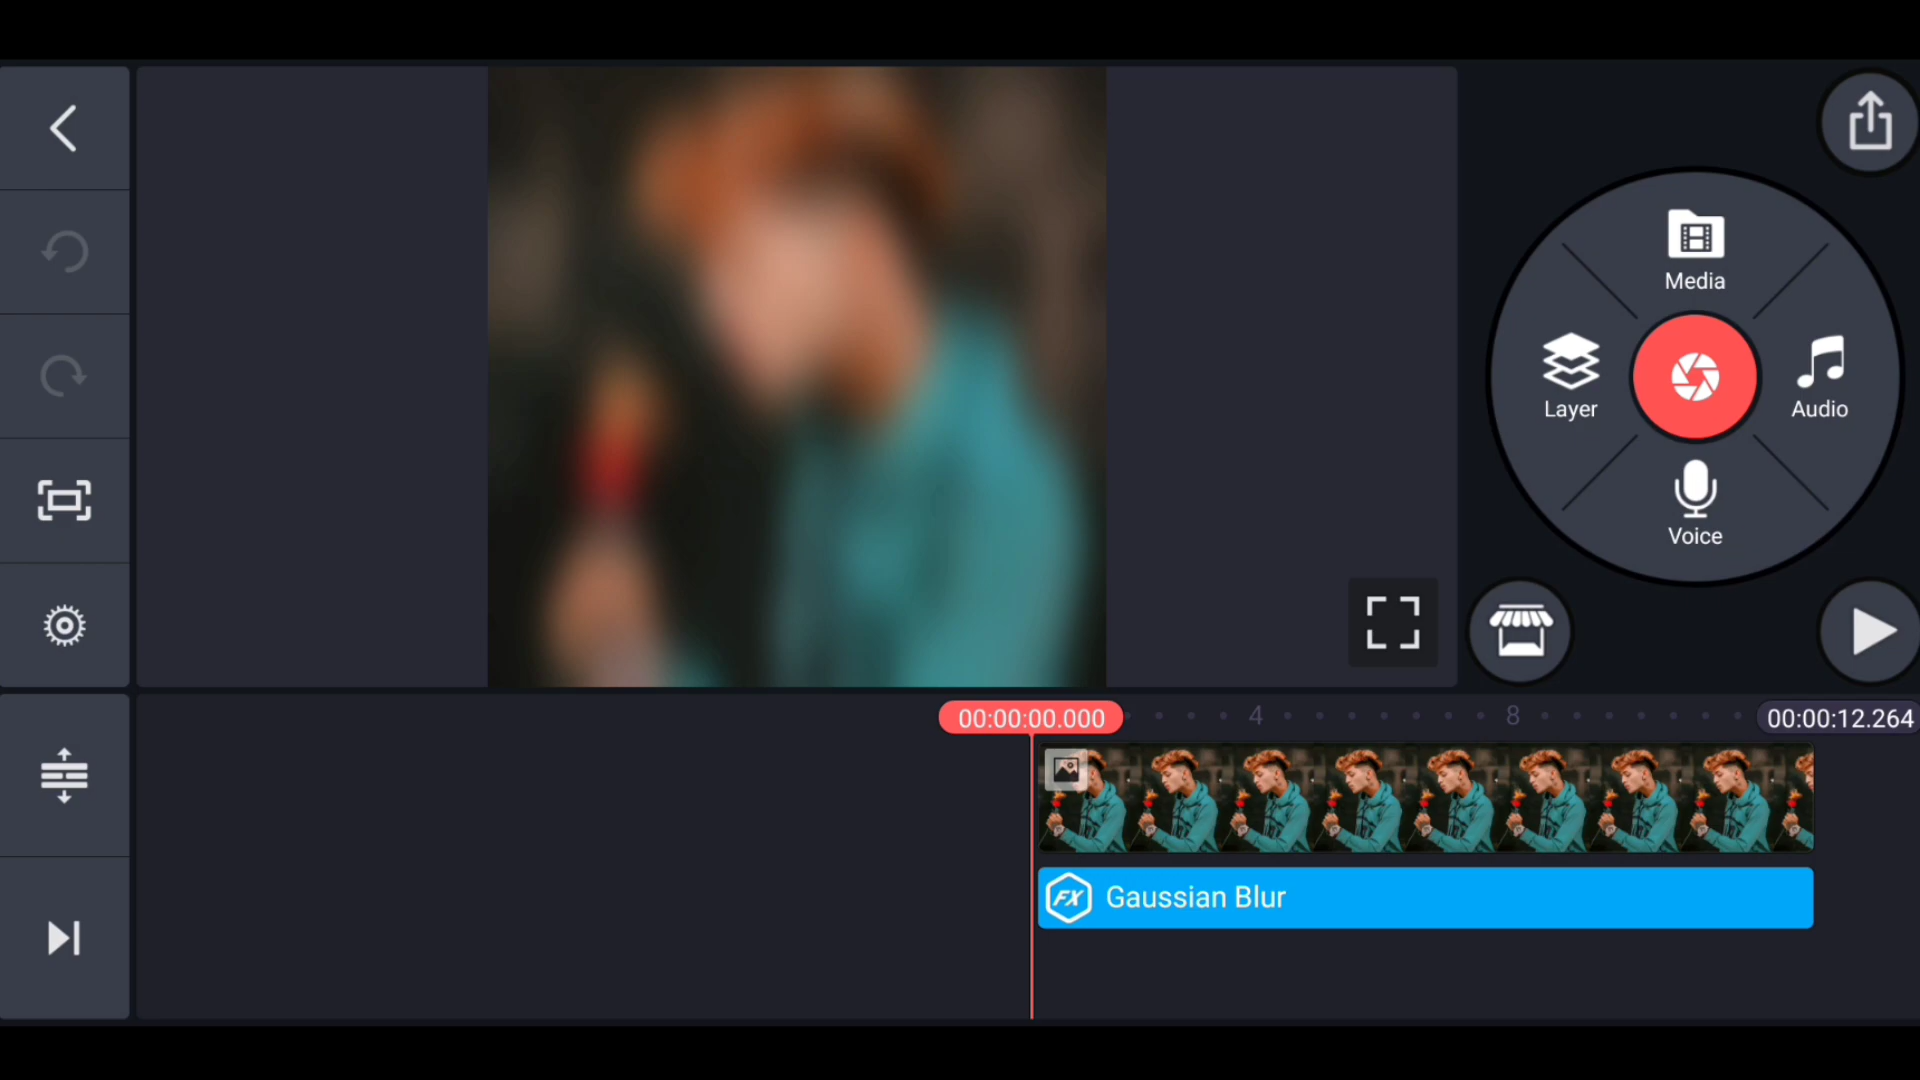 Media
Layer
Audio
Voice
00:00:00.000
4
8
00:00:12.264
FX
Gaussian Blur